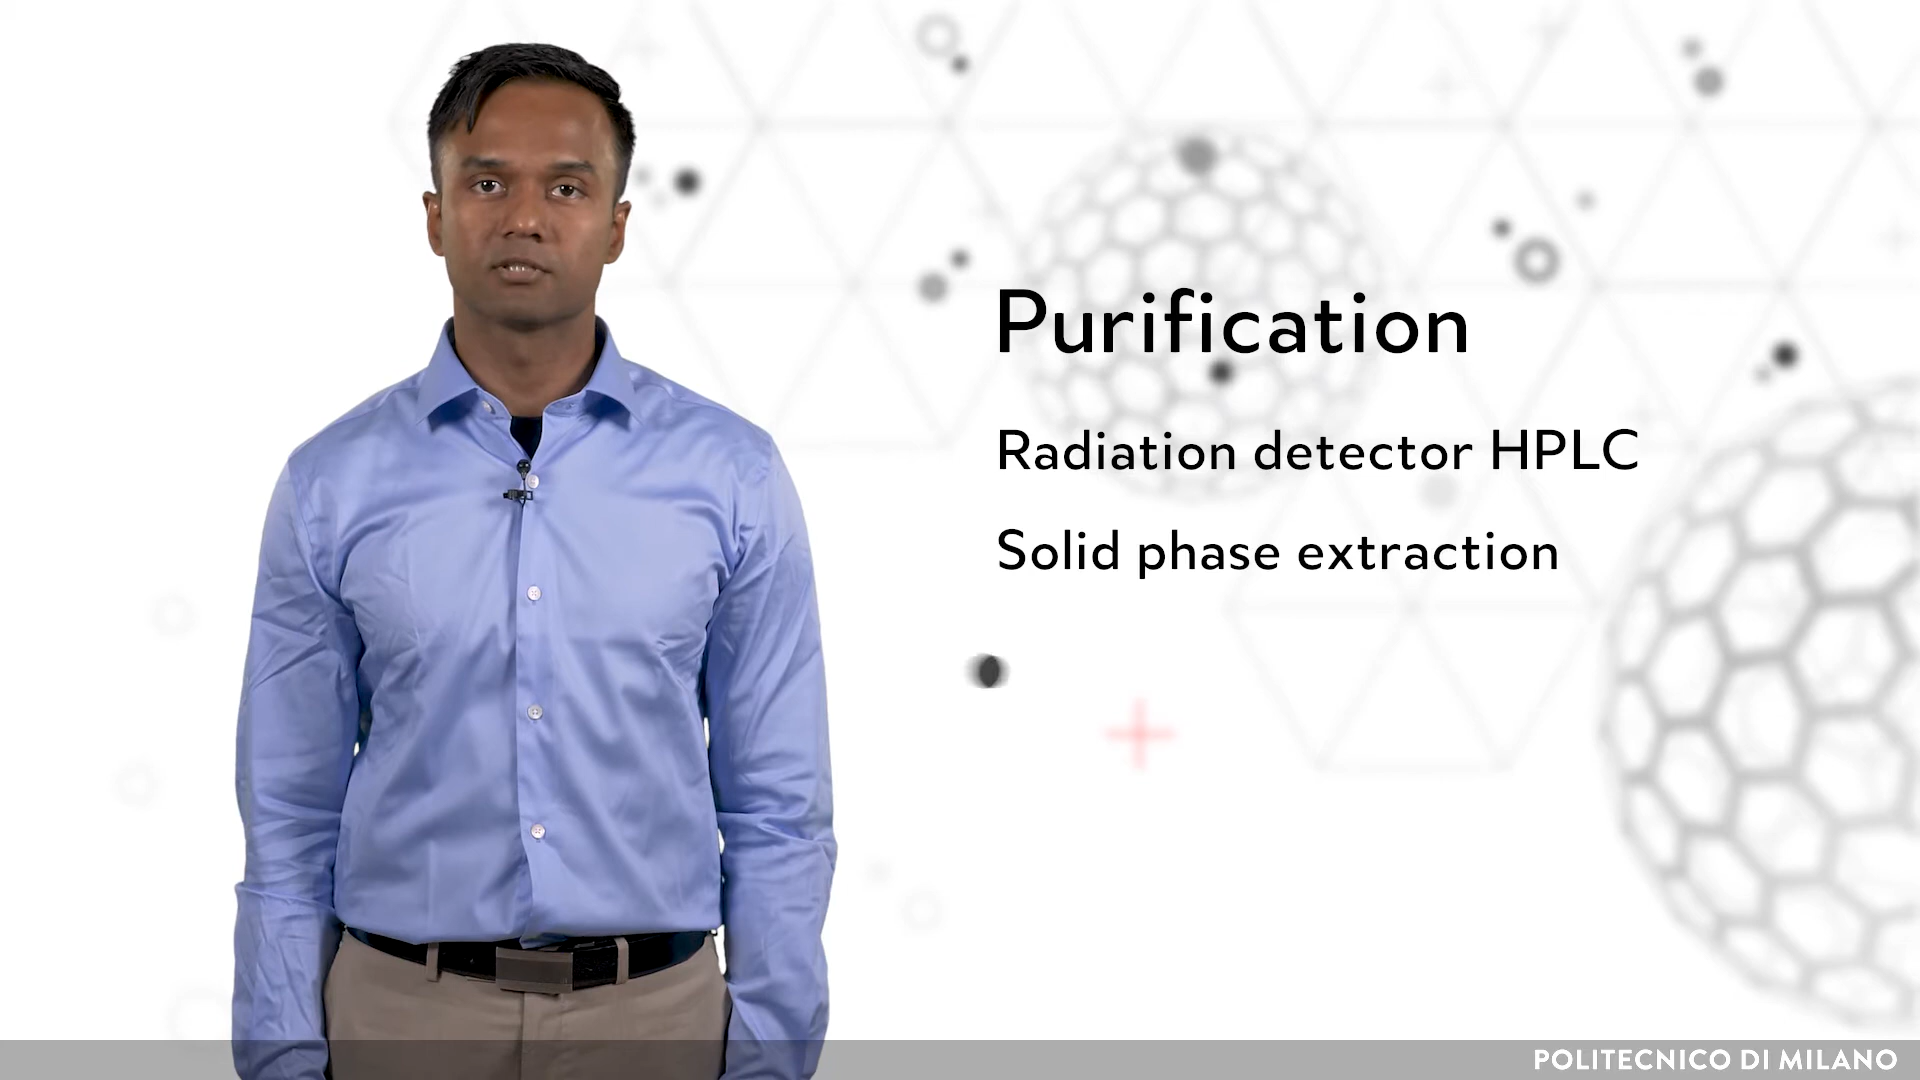 Purification
Radiation detector HPLC
Solid phase extraction
POLITECNICO DI MILANO